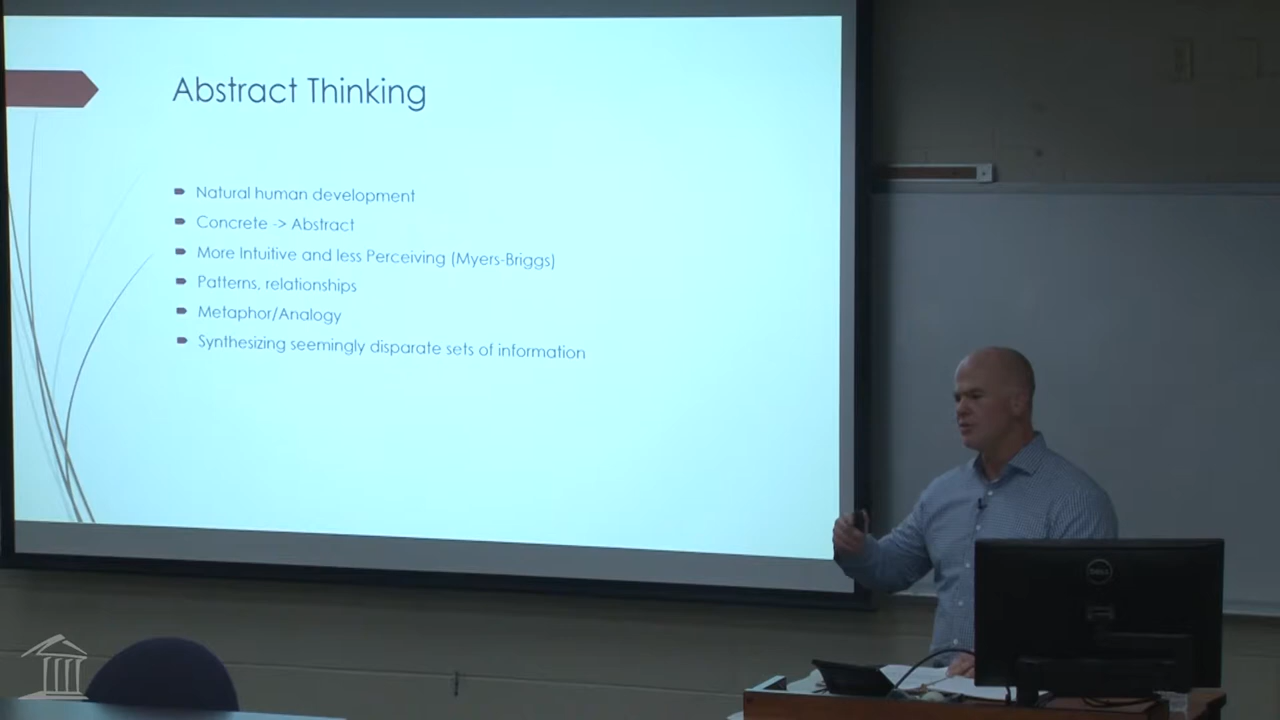 Abstract Thinking
Natural human development
Concrete -> Abstract
More Intuitive and less Perceiving (Myers-Briggs)
Patterns, relationships
Metaphor/Analogy
Synthesizing seemingly disparate sets of information
DELL